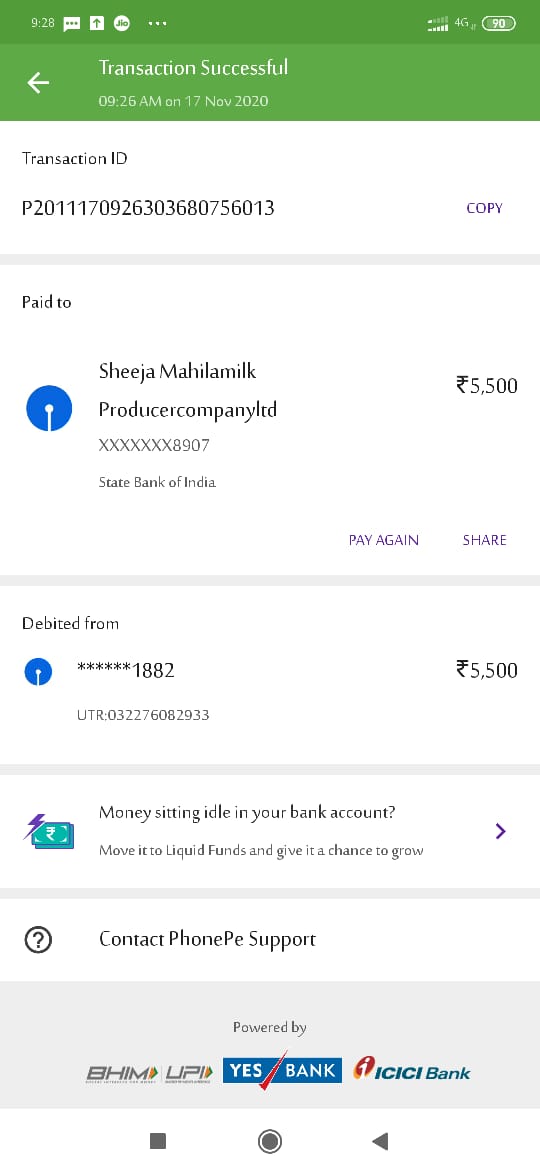 9:28
Jio
4G
90
Transaction Successful
09:26 AM on 17 Nov 2020
Transaction ID
P2011170926303680756013
COPY
Paid to
Sheeja Mahilamilk
Producercompanyltd
₹5,500
XXXXXXX8907
State Bank of India
PAY AGAIN
SHARE
Debited from
******1882
₹5,500
UTR:032276082933
Money sitting idle in your bank account?
Move it to Liquid Funds and give it a chance to grow
Contact PhonePe Support
Powered by
BHIM UPI YES BANK ICICI Bank